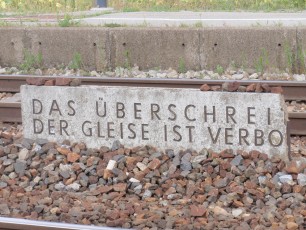 DAS ÜBERSCHREI
DER GLEISE IST VERBO